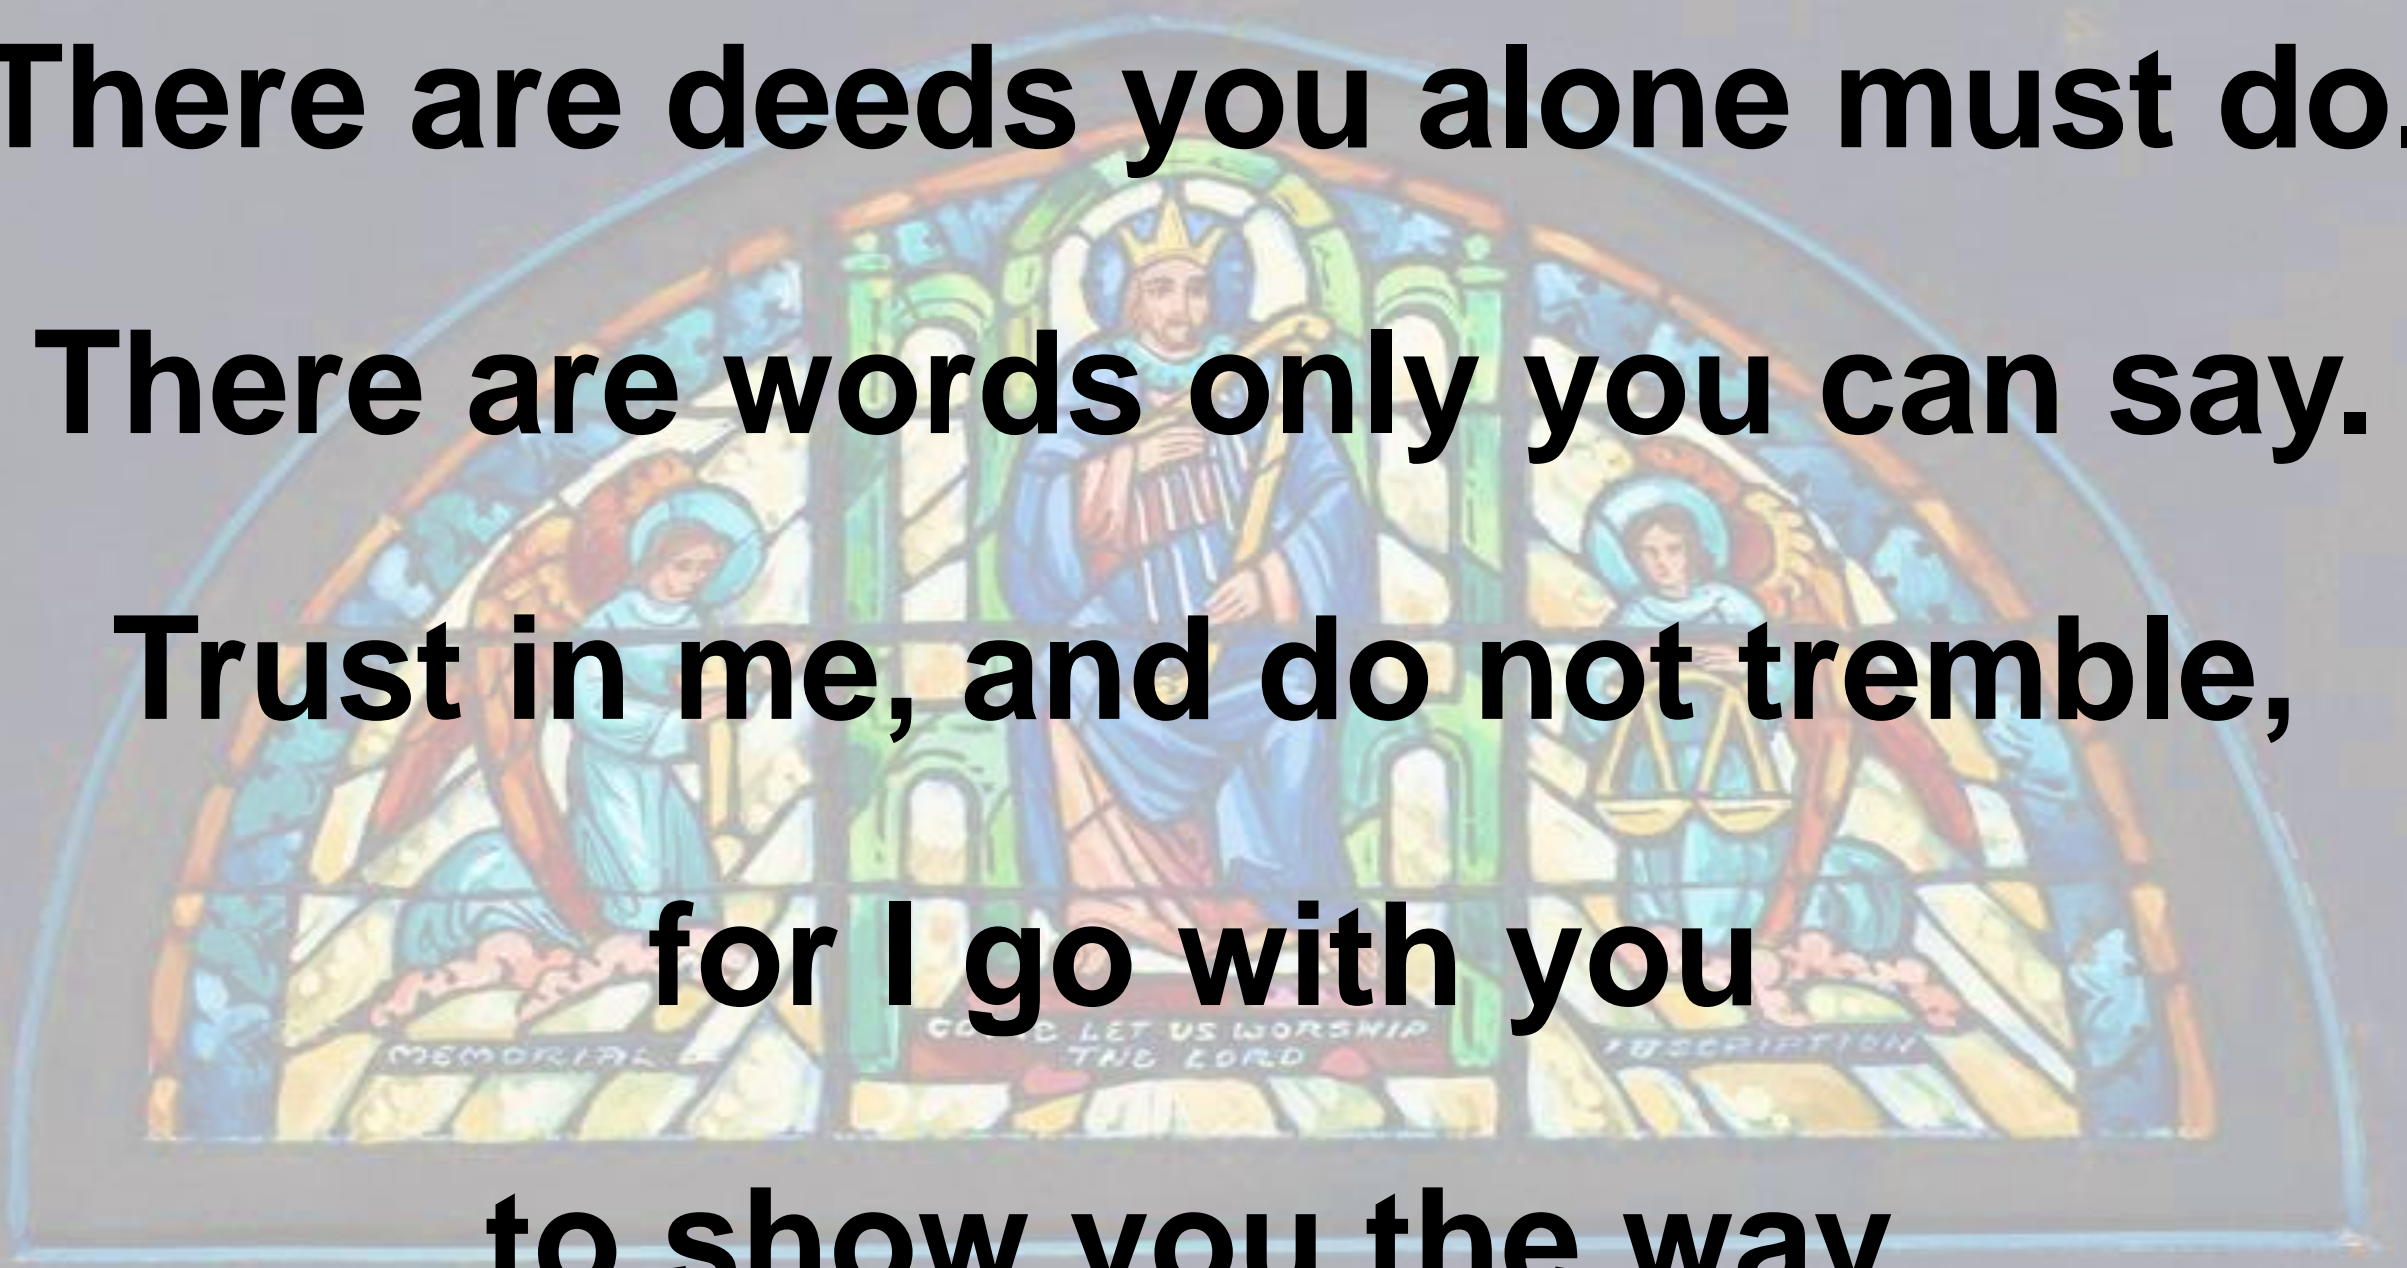 There are deeds you alone must do.
There are words only you can say.
Trust in me, and do not tremble,
for I go with you
MEMORIAL
COME LET US WORSHIP
THE LORD
to show you the way